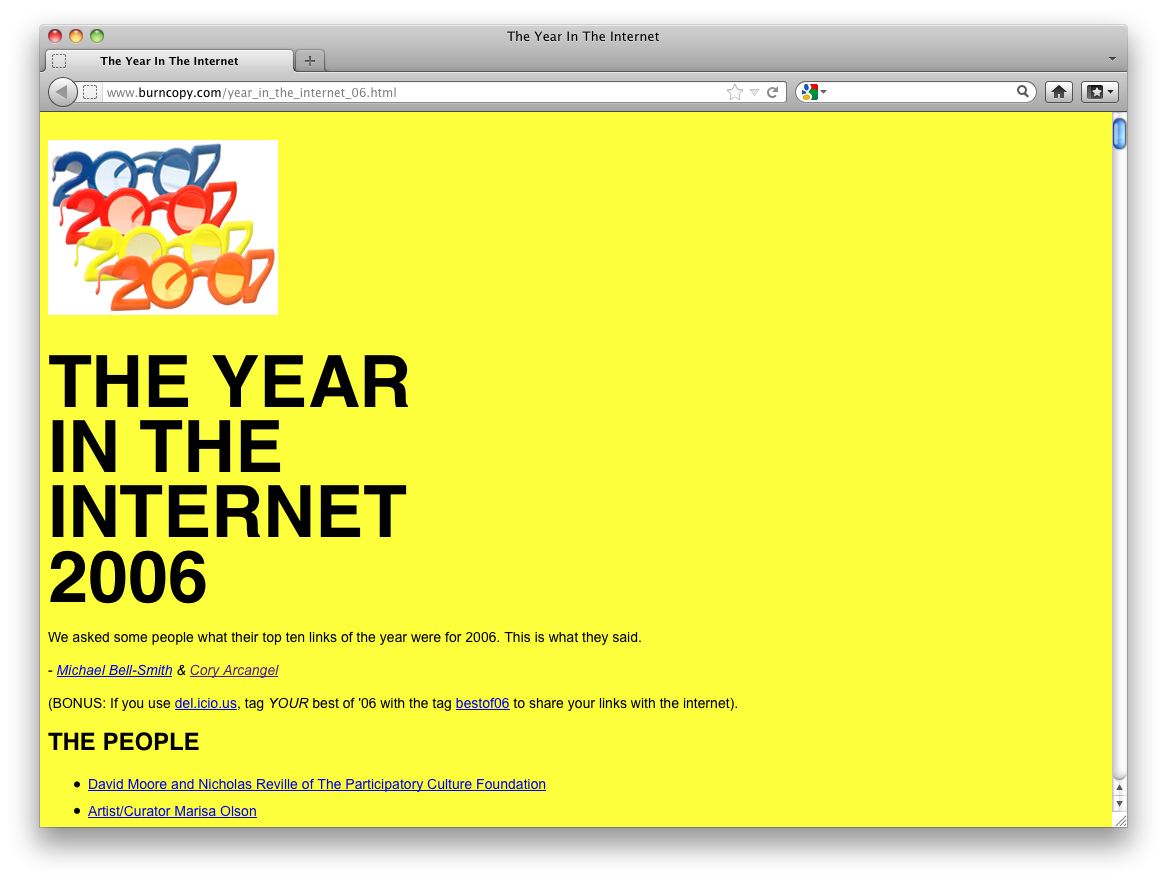 The Year In The Internet
The Year In The Internet
www.burncopy.com/year_in_the_internet_06.html
2007
2007
2007
2007
THE YEAR
IN THE
INTERNET
2006
We asked some people what their top ten links of the year were for 2006. This is what they said.
- Michael Bell-Smith & Cory Arcangel
(BONUS: If you use del.icio.us, tag YOUR best of '06 with the tag bestof06 to share your links with the internet).
THE PEOPLE
• David Moore and Nicholas Reville of The Participatory Culture Foundation
• Artist/Curator Marisa Olson